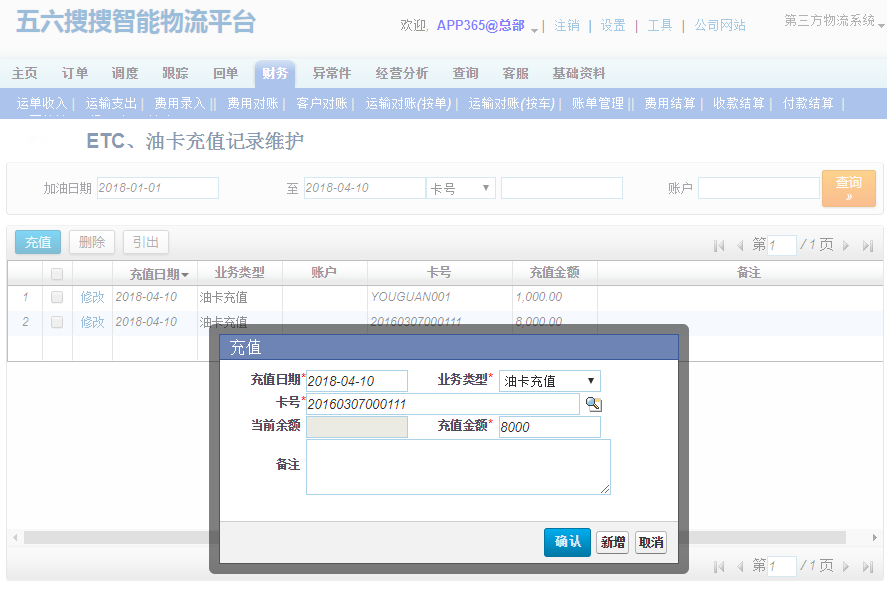 五六搜搜智能物流平台
欢迎, APP365@总部 | 注销 | 设置 | 工具 | 公司网站 第三方物流系统
主页 订单 调度 跟踪 回单 财务 异常件 经营分析 查询 客服 基础资料
运单收入 | 运输支出 | 费用录入 || 费用对账 | 客户对账 | 运输对账(按单) | 运输对账(按车) | 账单管理 || 费用结算 | 收款结算 | 付款结算 |
ETC、油卡充值记录维护
加油日期 2018-01-01 至 2018-04-10 卡号 账户 查询 »
充值 删除 引出 第 1 / 1 页
充值日期 业务类型 账户 卡号 充值金额 备注
1 修改 2018-04-10 油卡充值 YOUGUAN001 1,000.00
2 修改 2018-04-10 油卡充值 20160307000111 8,000.00
充值
充值日期* 2018-04-10 业务类型* 油卡充值
卡号* 20160307000111
当前余额 充值金额* 8000
备注
确认 新增 取消
第 1 / 1 页